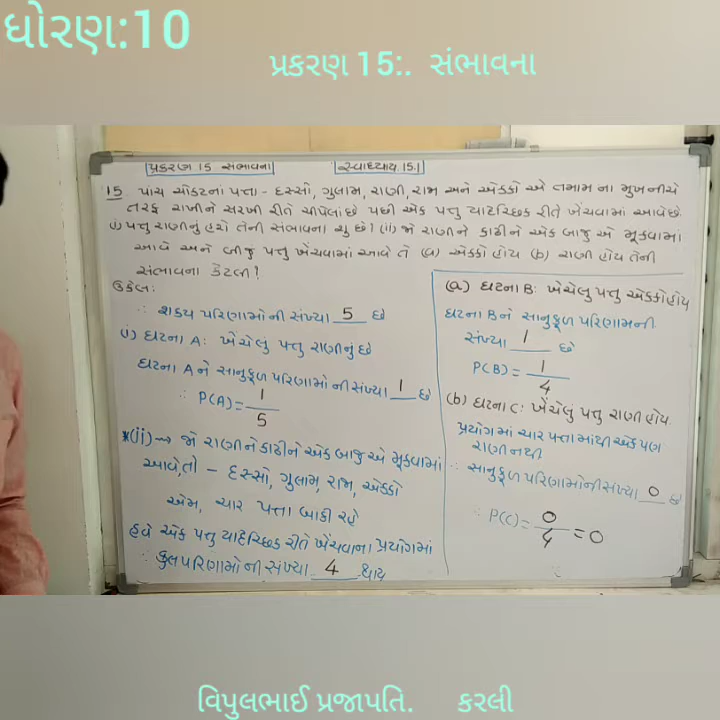 ધોરણ:10
પ્રકરણ 15:. સંભાવના
પ્રકરણ 15 સંભાવના
સ્વાધ્યાય 15.1
15. પાંચ ચોકટનાં પત્તા - દસ્સો, ગુલામ, રાણી, રાજા અને એક્કો એ તમામ ના મુખ નીચે
તરફ રાખીને સરખી રીતે ચીપેલાં છે પછી એક પત્તુ યાદૈચ્છિક રીતે ખેંચવામાં આવે છે.
(i) પત્તુ રાણીનું હશે તેની સંભાવના શુ છે? (ii) જો રાણીને કાઢીને એક બાજુ એ મૂકવામાં
આવે અને બીજુ પત્તુ ખેંચવામાં આવે તે (a) એક્કો હોય (b) રાણી હોય તેની
સંભાવના કેટલી?
ઉકેલ:
∴ શક્ય પરિણામોની સંખ્યા 5 છે
(i) ઘટના A: ખેંચેલુ પત્તુ રાણીનું છે
ઘટના A ને સાનુકૂળ પરિણામો ની સંખ્યા 1 છે
∴ P(A) = 1/5
*(ii) → જો રાણીને કાઢીને એક બાજુ એ મૂકવામાં
આવે, તો - દસ્સો, ગુલામ, રાજા, એક્કો
એમ, ચાર પત્તા બાકી રહે
હવે એક પત્તુ યાદૈચ્છિક રીતે ખેંચવાના પ્રયોગમાં
∴ કુલ પરિણામો ની સંખ્યા 4 થાય
(a) ઘટના B: ખેંચેલુ પત્તુ એક્કો હોય
ઘટના B ને સાનુકૂળ પરિણામની
સંખ્યા 1 છે
P(B) = 1/4
(b) ઘટના C: ખેંચેલું પત્તુ રાણી હોય
પ્રયોગ માં ચાર પત્તા માંથી એક પણ
રાણી નથી
∴ સાનુકૂળ પરિણામોની સંખ્યા 0 છે
∴ P(C) = 0/4 = 0
વિપુલભાઈ પ્રજાપતિ. કરલી